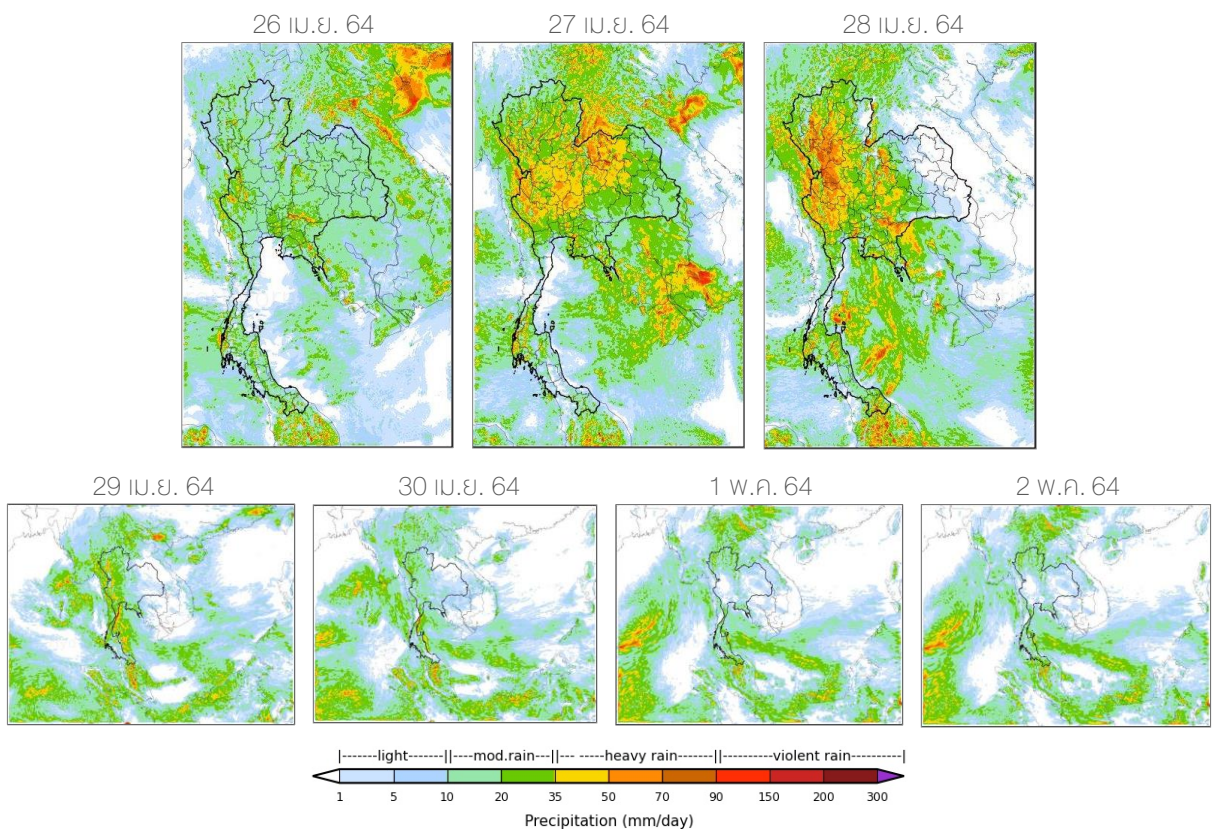 26 เม.ย. 64 27 เม.ย. 64 28 เม.ย. 64
29 เม.ย. 64 30 เม.ย. 64 1 พ.ค. 64 2 พ.ค. 64
|------light------||----mod.rain---||--- ----heavy rain------||--------violent rain----------|
1 5 10 20 35 50 70 90 150 200 300
Precipitation (mm/day)